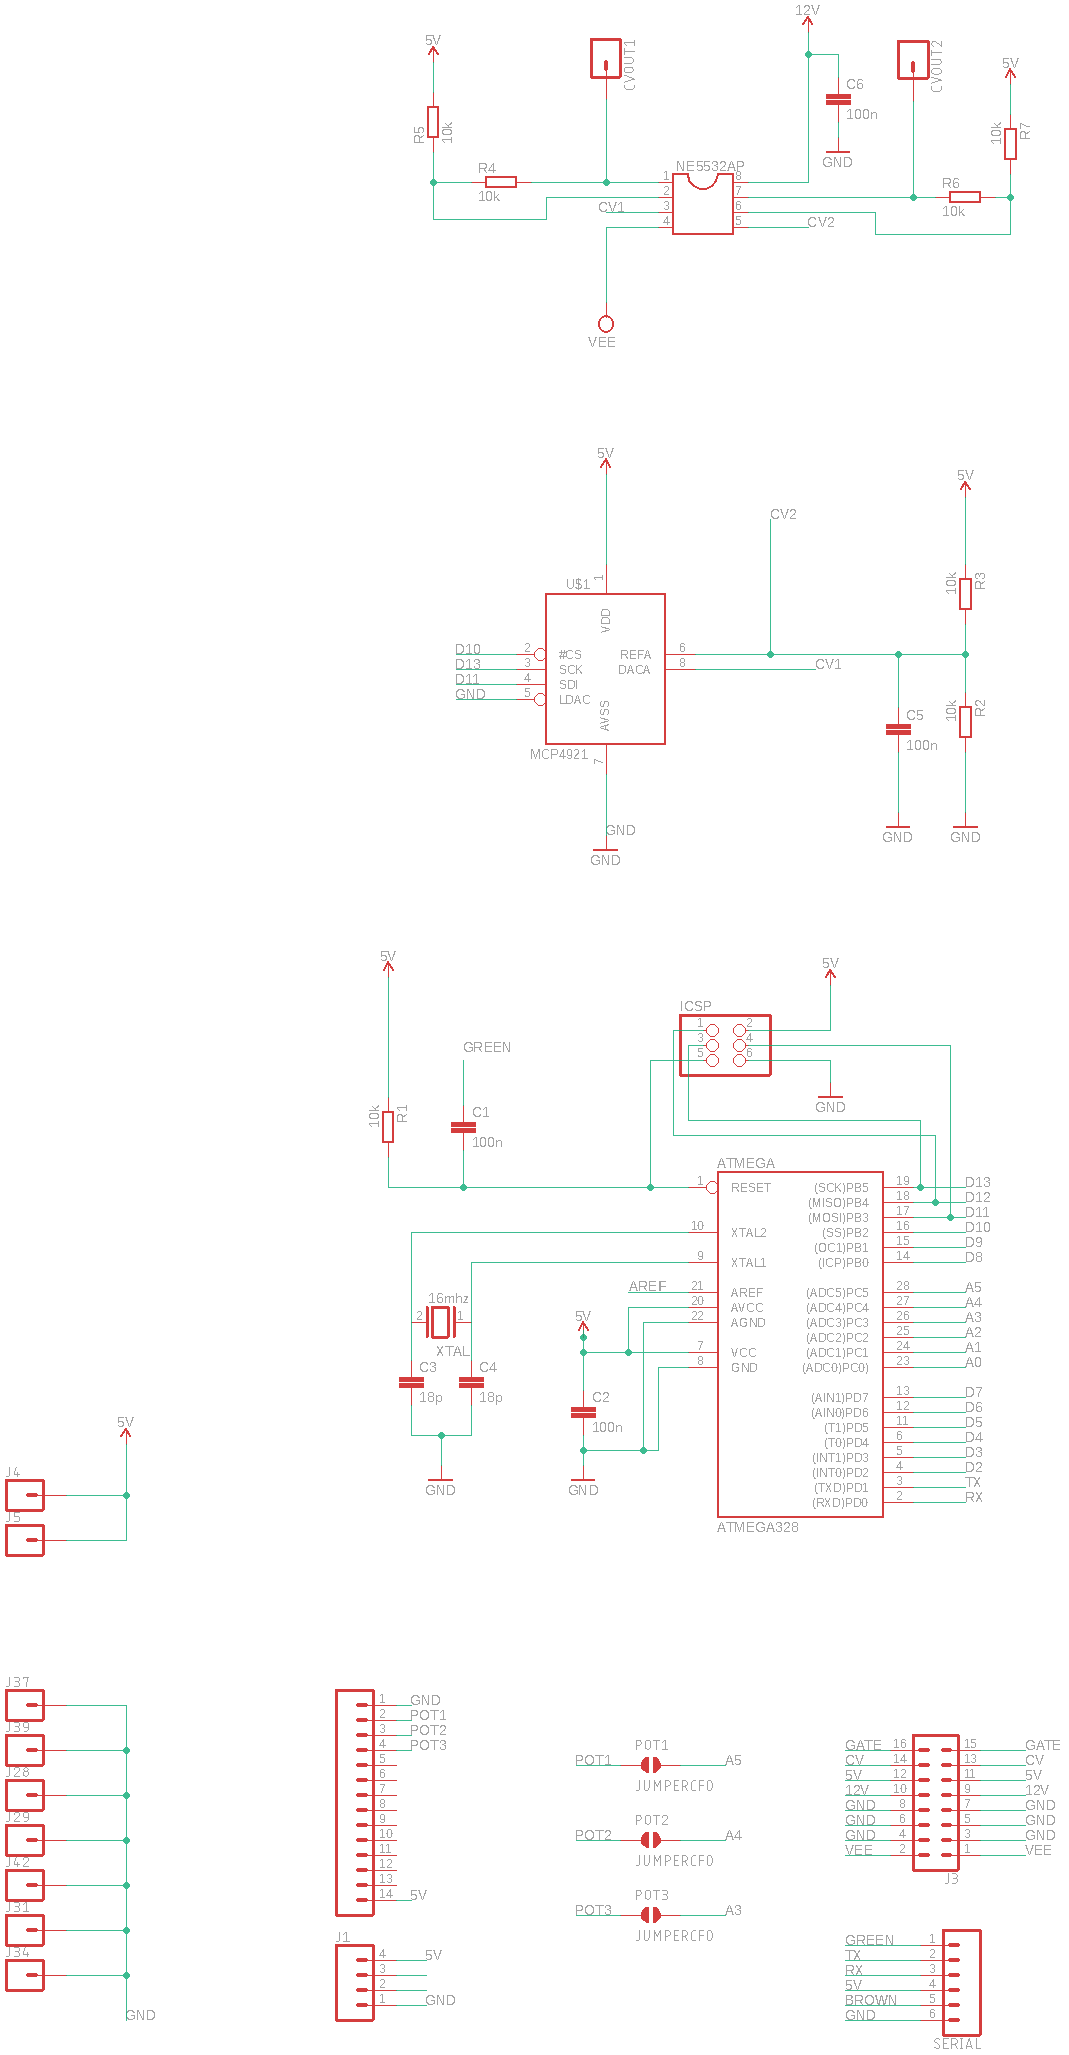 12V
5V
CVOUT1
CVOUT2
5V
C6
100n
R5
10k
10k
R7
GND
R4
10k
NE5532AP
1
2
3
4
8
7
6
5
CV1
CV2
R6
10k
VEE
5V
5V
CV2
U$1
1
VDD
10k
R3
D10
2
#CS
REFA
6
D13
3
SCK
DACA
8
CV1
D11
4
SDI
GND
5
LDAC
AVSS
7
MCP4921
C5
100n
10k
R2
GND
GND
GND
GND
5V
5V
ICSP
1
2
3
4
5
6
GREEN
10k
R1
C1
100n
GND
ATMEGA
1
RESET
(SCK)PB5
19
D13
(MISO)PB4
18
D12
(MOSI)PB3
17
D11
10
XTAL2
(SS)PB2
16
D10
(OC1)PB1
15
D9
9
XTAL1
(ICP)PB0
14
D8
AREF
21
AREF
(ADC5)PC5
28
A5
20
AVCC
(ADC4)PC4
27
A4
22
AGND
(ADC3)PC3
26
A3
(ADC2)PC2
25
A2
7
VCC
(ADC1)PC1
24
A1
8
GND
(ADC0)PC0)
23
A0
(AIN1)PD7
13
D7
(AIN0)PD6
12
D6
(T1)PD5
11
D5
(T0)PD4
6
D4
(INT1)PD3
5
D3
(INT0)PD2
4
D2
(TXD)PD1
3
TX
(RXD)PD0
2
RX
ATMEGA328
16mhz
2
1
XTAL
C3
18p
C4
18p
GND
5V
C2
100n
GND
5V
J4
J5
J37
J39
J28
J29
J42
J31
J34
GND
1
GND
2
POT1
3
POT2
4
POT3
5
6
7
8
9
10
11
12
13
14
5V
J1
4
5V
3
2
1
GND
POT1
POT1
A5
JUMPERCFO
POT2
POT2
A4
JUMPERCFO
POT3
POT3
A3
JUMPERCFO
GATE
16
15
GATE
CV
14
13
CV
5V
12
11
5V
12V
10
9
12V
GND
8
7
GND
GND
6
5
GND
GND
4
3
GND
VEE
2
1
VEE
J3
GREEN
1
TX
2
RX
3
5V
4
BROWN
5
GND
6
SERIAL